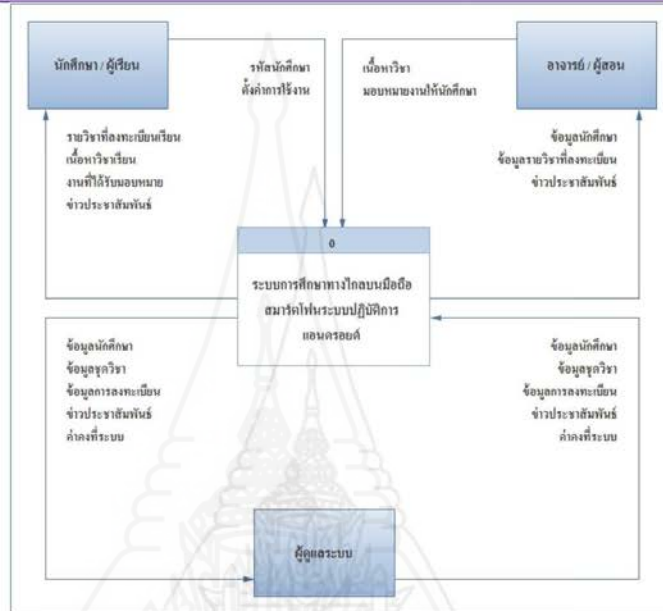 นักศึกษา / ผู้เรียน
รหัสนักศึกษา
ตั้งค่าการใช้งาน
เนื้อหาวิชา
มอบหมายงานให้นักศึกษา
อาจารย์ / ผู้สอน
รายวิชาที่ลงทะเบียนเรียน
เนื้อหาวิชาเรียน
งานที่ได้รับมอบหมาย
ข่าวประชาสัมพันธ์
ข้อมูลนักศึกษา
ข้อมูลรายวิชาที่ลงทะเบียน
ข่าวประชาสัมพันธ์
0
ระบบการศึกษาทางไกลบนมือถือ
สมาร์ตโฟนระบบปฏิบัติการ
แอนดรอยด์
ข้อมูลนักศึกษา
ข้อมูลชุดวิชา
ข้อมูลการลงทะเบียน
ข่าวประชาสัมพันธ์
ค่าคงที่ระบบ
ข้อมูลนักศึกษา
ข้อมูลชุดวิชา
ข้อมูลการลงทะเบียน
ข่าวประชาสัมพันธ์
ค่าคงที่ระบบ
ผู้ดูแลระบบ